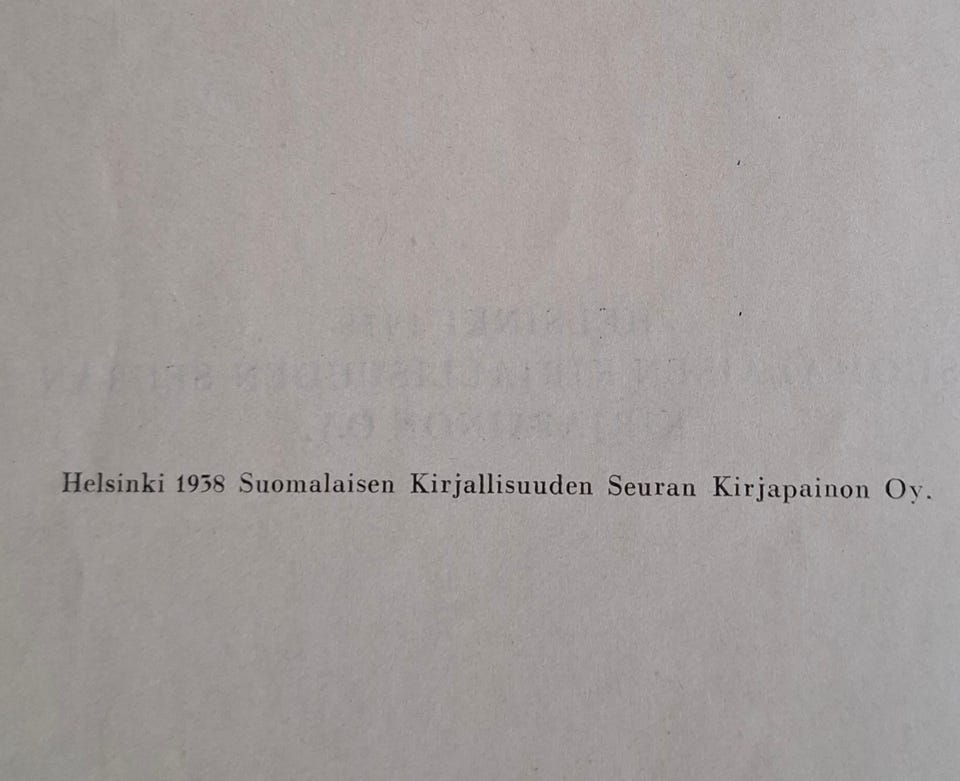 Helsinki 1938 Suomalaisen Kirjallisuuden Seuran Kirjapainon Oy.